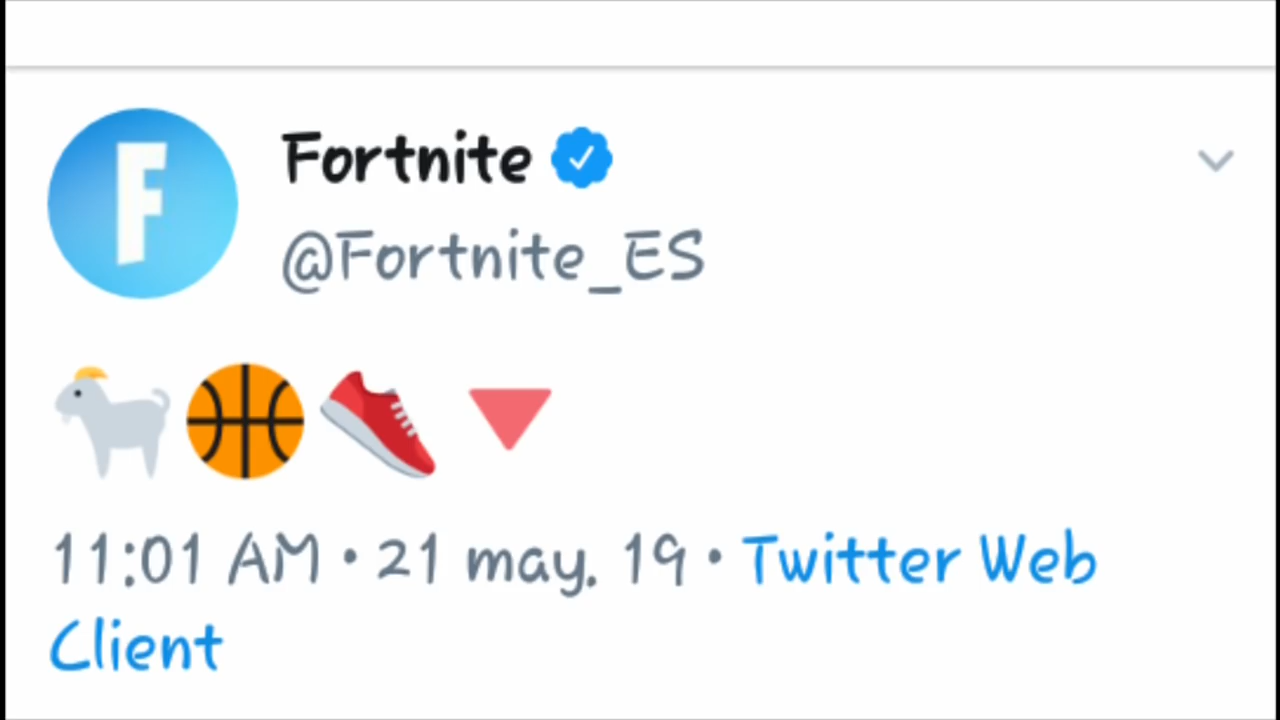 F
Fortnite
@Fortnite_ES
🐐🏀👟🔻
11:01 AM • 21 may. 19 • Twitter Web
Client